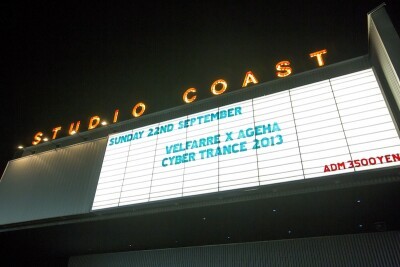 STUDIO COAST
SUNDAY 22ND SEPTEMBER
VELFARRE X AGEHA
CYBER TRANCE 2013
ADM 3500YEN